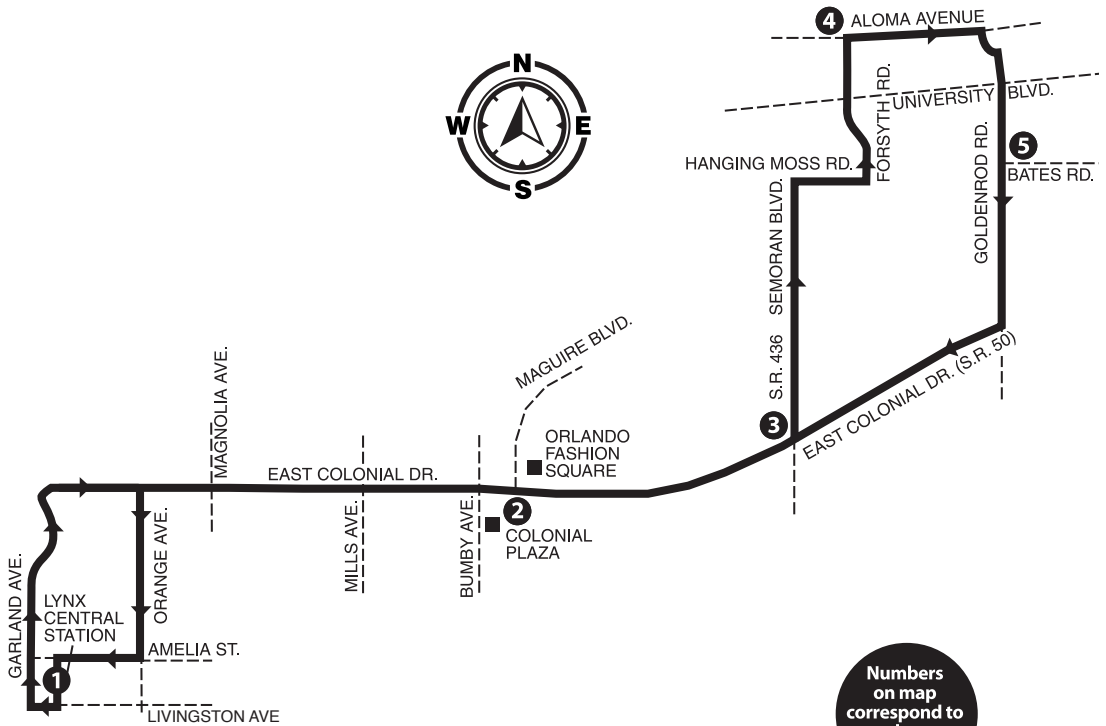 4
ALOMA AVENUE
N
W
E
S
FORSYTH RD.
UNIVERSITY BLVD.
HANGING MOSS RD.
5
BATES RD.
GOLDENROD RD.
S.R. 436 SEMORAN BLVD.
MAGUIRE BLVD.
EAST COLONIAL DR. (S.R. 50)
3
MAGNOLIA AVE.
ORLANDO
FASHION
SQUARE
EAST COLONIAL DR.
MILLS AVE.
BUMBY AVE.
2
COLONIAL
PLAZA
GARLAND AVE.
ORANGE AVE.
LYNX
CENTRAL
STATION
AMELIA ST.
1
LIVINGSTON AVE
Numbers
on map
correspond to